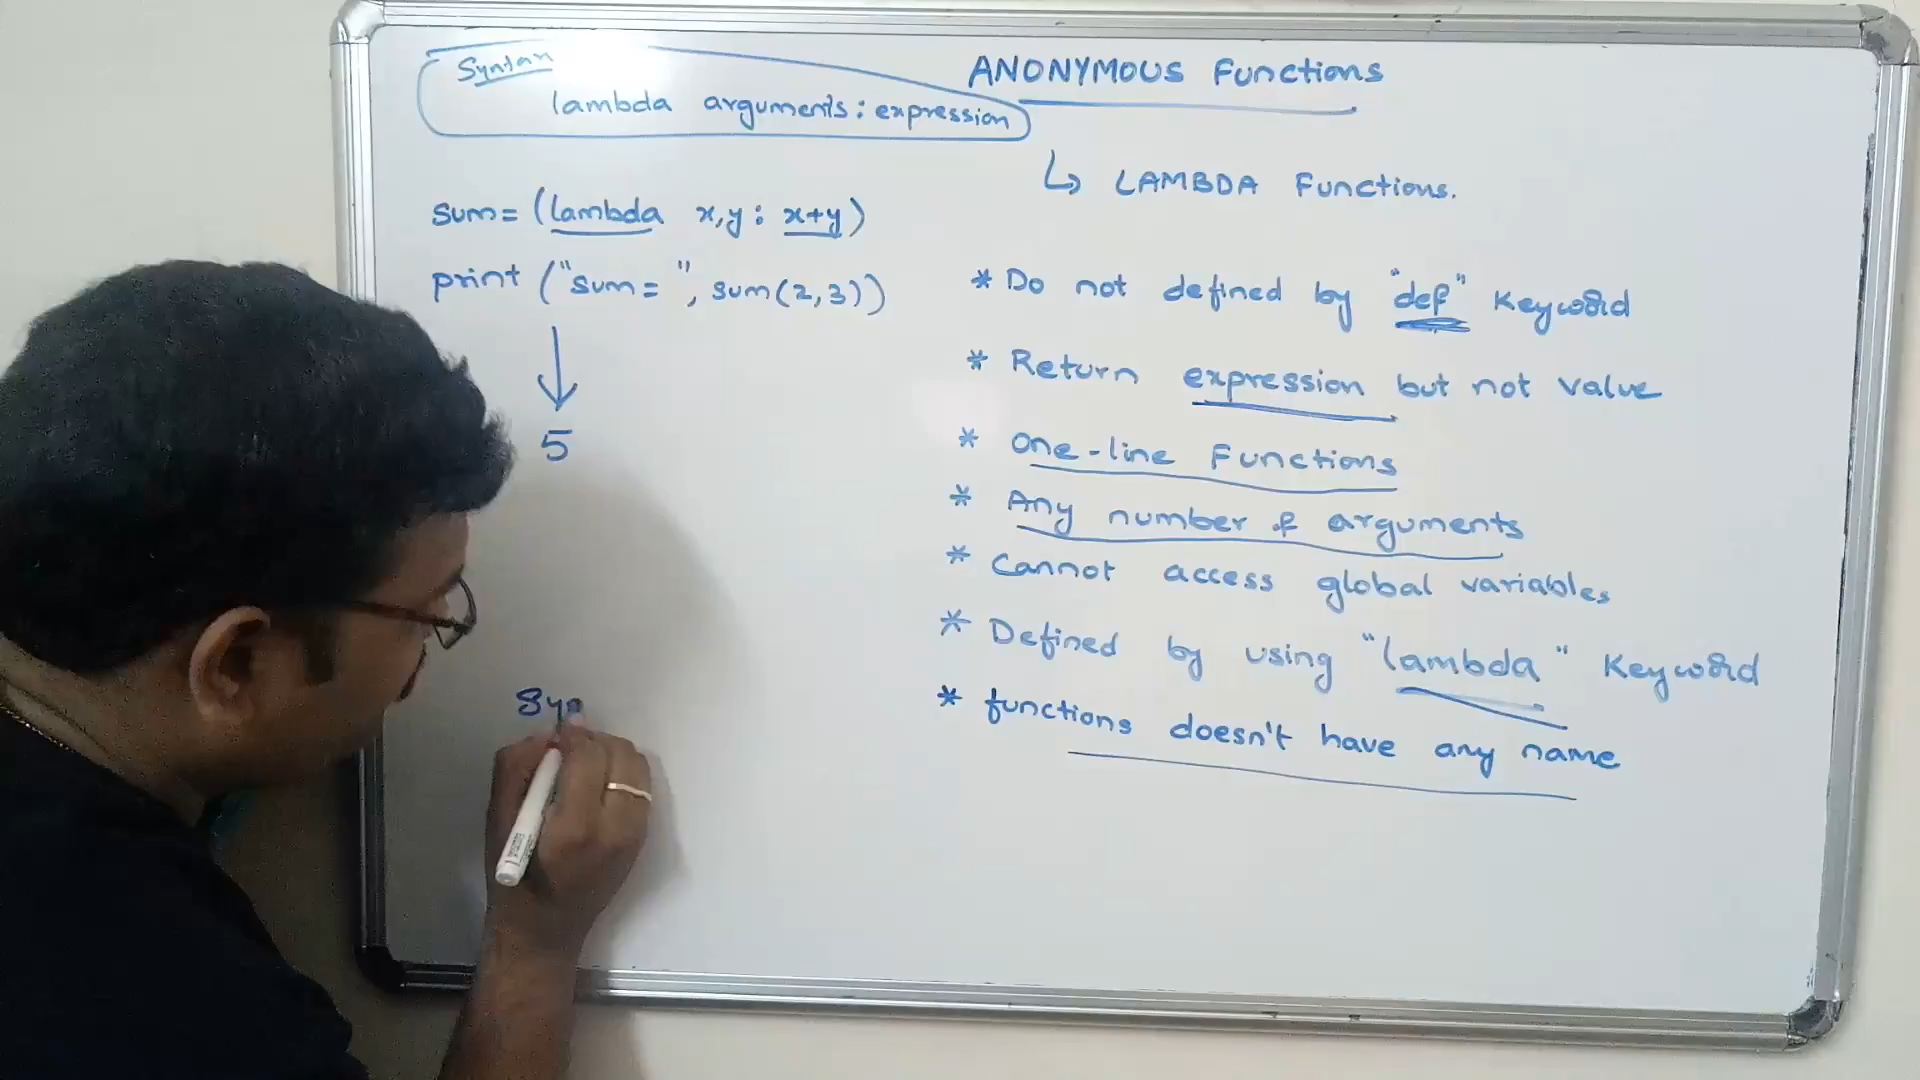 Syntax
lambda arguments: expression
sum= (lambda x,y: x+y)
print ("sum= ", sum(2,3))
5
Sy
ANONYMOUS Functions
↳ LAMBDA Functions.
* Do not defined by "def" Keyword
* Return expression but not value
* One-line Functions
* Any number of arguments
* Cannot access global variables
* Defined by using "lambda" Keyword
* functions doesn't have any name